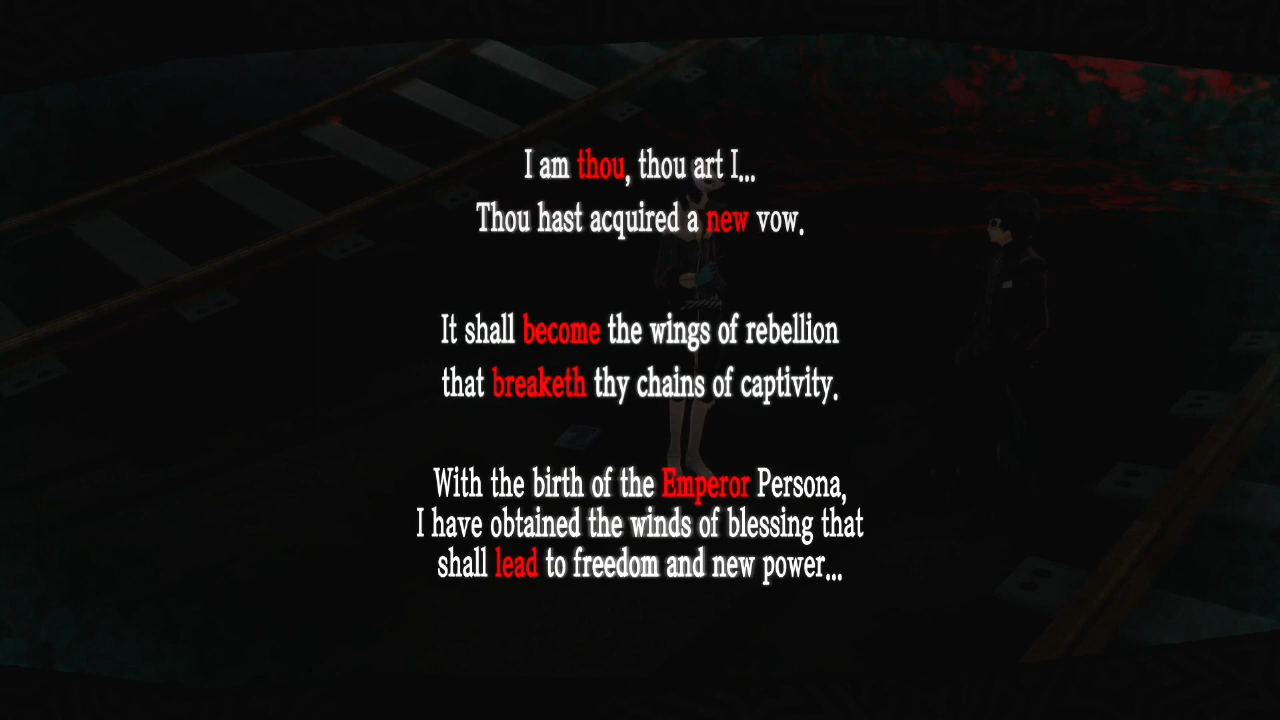 I am thou, thou art I...
Thou hast acquired a new vow.
It shall become the wings of rebellion
that breaketh thy chains of captivity.
With the birth of the Emperor Persona,
I have obtained the winds of blessing that
shall lead to freedom and new power...